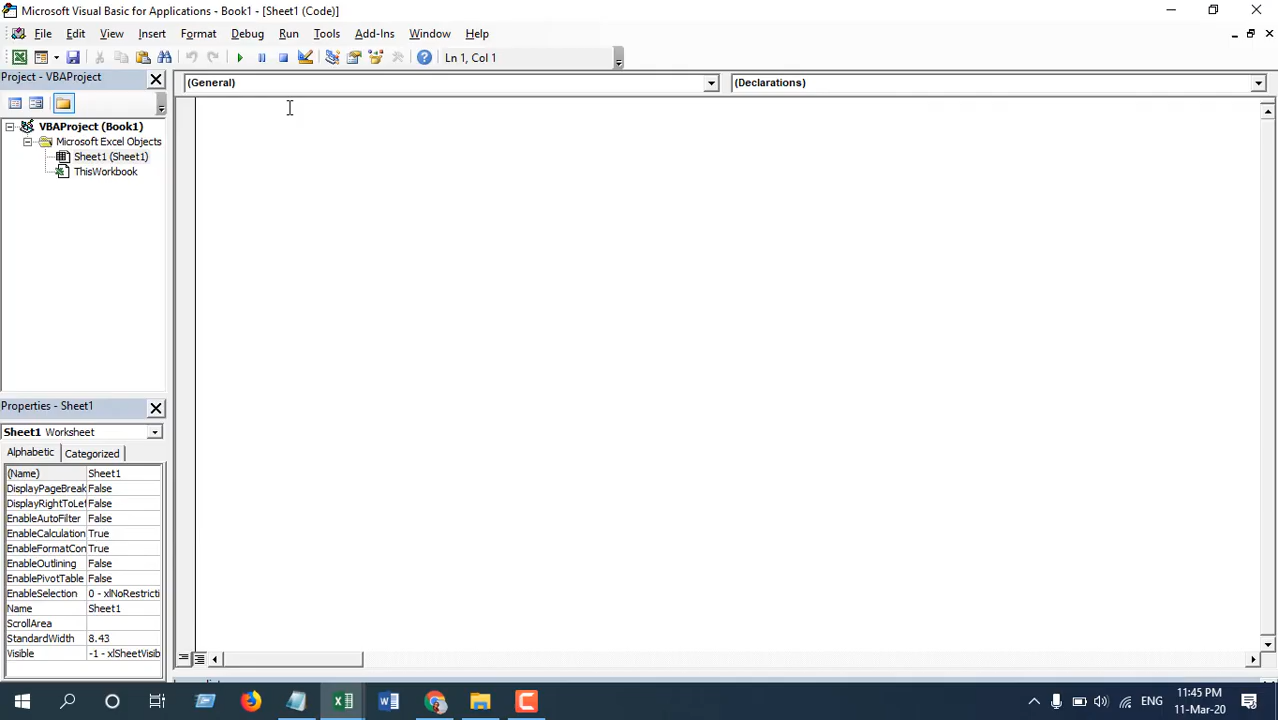 Microsoft Visual Basic for Applications - Book1 - [Sheet1 (Code)]
File Edit View Insert Format Debug Run Tools Add-Ins Window Help
Ln 1, Col 1
Project - VBAProject
(General)
(Declarations)
VBAProject (Book1)
Microsoft Excel Objects
Sheet1 (Sheet1)
ThisWorkbook
Properties - Sheet1
Sheet1 Worksheet
Alphabetic Categorized
(Name) Sheet1
DisplayPageBreak False
DisplayRightToLef False
EnableAutoFilter False
EnableCalculation True
EnableFormatCon True
EnableOutlining False
EnablePivotTable False
EnableSelection 0 - xlNoRestricti
Name Sheet1
ScrollArea
StandardWidth 8.43
Visible -1 - xlSheetVisib
ENG
11:45 PM
11-Mar-20